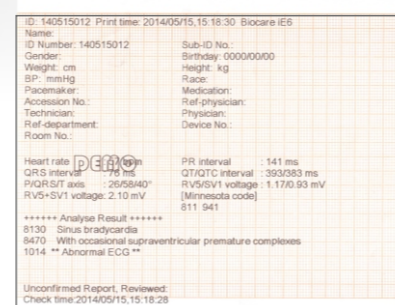 ID: 140515012 Print time: 2014/05/15,15:18:30 Biocare iE6
Name:
ID Number: 140515012 Sub-ID No.:
Gender: Birthday: 0000/00/00
Weight: cm Height: kg
BP: mmHg Race:
Pacemaker: Medication:
Accession No.: Ref-physician:
Technician: Physician:
Ref-department: Device No.:
Room No.:
Heart rate bpm PR interval : 141 ms
QRS interval : 76 ms QT/QTC interval : 393/383 ms
P/QRS/T axis : 26/58/40° RV5/SV1 voltage : 1.17/0.93 mV
RV5+SV1 voltage: 2.10 mV [Minnesota code]
811 941
DEMO
++++++ Analyse Result ++++++
8130 Sinus bradycardia
8470 With occasional supraventricular premature complexes
1014 ** Abnormal ECG **
Unconfirmed Report, Reviewed:
Check time:2014/05/15,15:18:28